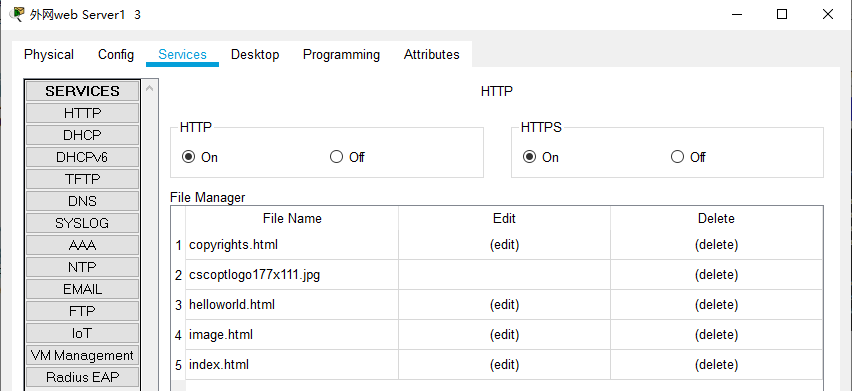 外网web Server1 3
Physical Config Services Desktop Programming Attributes
SERVICES
HTTP
DHCP
DHCPv6
TFTP
DNS
SYSLOG
AAA
NTP
EMAIL
FTP
IoT
VM Management
Radius EAP
HTTP
HTTP
On Off
HTTPS
On Off
File Manager
File Name Edit Delete
1 copyrights.html (edit) (delete)
2 cscoptlogo177x111.jpg (delete)
3 helloworld.html (edit) (delete)
4 image.html (edit) (delete)
5 index.html (edit) (delete)